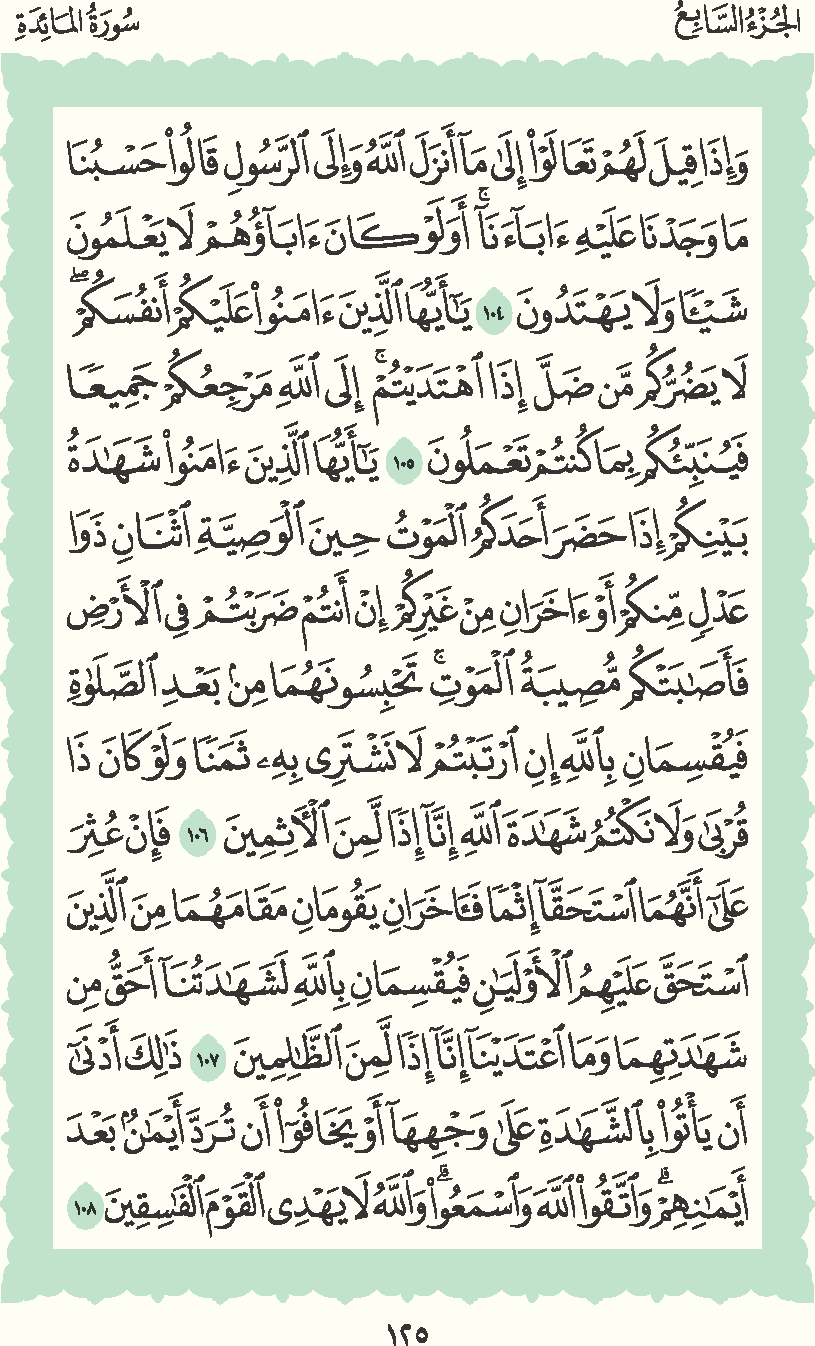 الجُزْءُ السَّابِعُ
سُورَةُ المَائِدَةِ
وَإِذَا قِيلَ لَهُمْ تَعَالَوْا۟ إِلَىٰ مَآ أَنزَلَ ٱللَّهُ وَإِلَى ٱلرَّسُولِ قَالُوا۟ حَسْبُنَا
مَا وَجَدْنَا عَلَيْهِ ءَابَآءَنَآ ۚ أَوَلَوْ كَانَ ءَابَآؤُهُمْ لَا يَعْلَمُونَ
شَيْـًٔا وَلَا يَهْتَدُونَ ١٠٤ يَـٰٓأَيُّهَا ٱلَّذِينَ ءَامَنُوا۟ عَلَيْكُمْ أَنفُسَكُمْ ۖ
لَا يَضُرُّكُم مَّن ضَلَّ إِذَا ٱهْتَدَيْتُمْ ۚ إِلَى ٱللَّهِ مَرْجِعُكُمْ جَمِيعًا
فَيُنَبِّئُكُم بِمَا كُنتُمْ تَعْمَلُونَ ١٠٥ يَـٰٓأَيُّهَا ٱلَّذِينَ ءَامَنُوا۟ شَهَـٰدَةُ
بَيْنِكُمْ إِذَا حَضَرَ أَحَدَكُمُ ٱلْمَوْتُ حِينَ ٱلْوَصِيَّةِ ٱثْنَانِ ذَوَا
عَدْلٍ مِّنكُمْ أَوْ ءَاخَرَانِ مِنْ غَيْرِكُمْ إِنْ أَنتُمْ ضَرَبْتُمْ فِى ٱلْأَرْضِ
فَأَصَـٰبَتْكُم مُّصِيبَةُ ٱلْمَوْتِ ۚ تَحْبِسُونَهُمَا مِنۢ بَعْدِ ٱلصَّلَوٰةِ
فَيُقْسِمَانِ بِٱللَّهِ إِنِ ٱرْتَبْتُمْ لَا نَشْتَرِى بِهِۦ ثَمَنًا وَلَوْ كَانَ ذَا
قُرْبَىٰ وَلَا نَكْتُمُ شَهَـٰدَةَ ٱللَّهِ إِنَّآ إِذًا لَّمِنَ ٱلْـَٔاثِمِينَ ١٠٦ فَإِنْ عُثِرَ
عَلَىٰٓ أَنَّهُمَا ٱسْتَحَقَّآ إِثْمًا فَـَٔاخَرَانِ يَقُومَانِ مَقَامَهُمَا مِنَ ٱلَّذِينَ
ٱسْتَحَقَّ عَلَيْهِمُ ٱلْأَوْلَيَـٰنِ فَيُقْسِمَانِ بِٱللَّهِ لَشَهَـٰدَتُنَآ أَحَقُّ مِن
شَهَـٰدَتِهِمَا وَمَا ٱعْتَدَيْنَآ إِنَّآ إِذًا لَّمِنَ ٱلظَّـٰلِمِينَ ١٠٧ ذَٰلِكَ أَدْنَىٰٓ
أَن يَأْتُوا۟ بِٱلشَّهَـٰدَةِ عَلَىٰ وَجْهِهَآ أَوْ يَخَافُوٓا۟ أَن تُرَدَّ أَيْمَـٰنٌۢ بَعْدَ
أَيْمَـٰنِهِمْ ۗ وَٱتَّقُوا۟ ٱللَّهَ وَٱسْمَعُوا۟ ۗ وَٱللَّهُ لَا يَهْدِى ٱلْقَوْمَ ٱلْفَـٰسِقِينَ ١٠٨
١٢٥